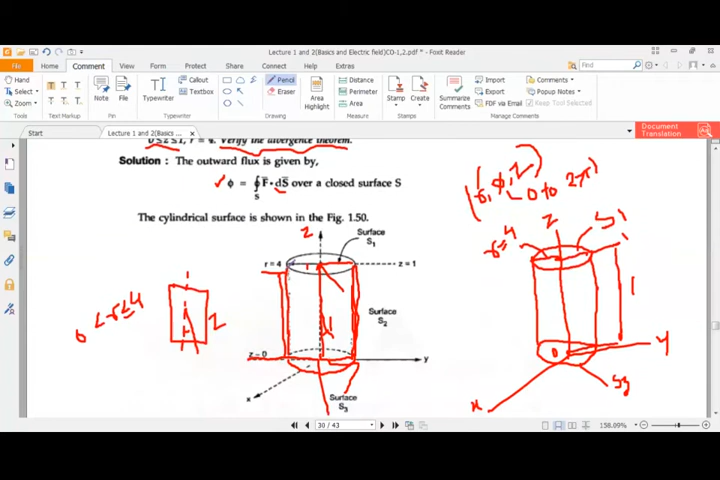 Lecture 1 and 2(Basics and Electric field)CO-1,2.pdf * - Foxit Reader
File Home Comment View Form Protect Share Connect Help Extras
Find
Hand
Select
Zoom
Note
File
Typewriter
Callout
Textbox
Pencil
Eraser
Drawing
Area Highlight
Distance
Perimeter
Area
Measure
Stamp
Create
Stamps
Summarize Comments
Import
Export
FDF via Email
Comments
Popup Notes
Keep Tool Selected
Manage Comments
Start
Lecture 1 and 2(Basics ...
Document Translation
0 ≤ z ≤ 1, r = 4. Verify the divergence theorem.
Solution : The outward flux is given by,
ϕ = ∮ F̄ • dS̄ over a closed surface S
S
The cylindrical surface is shown in the Fig. 1.50.
(r, ϕ, z)
0 to 2π
z
Surface S₁
r = 4
z = 1
Surface S₂
z=0
y
x
Surface S₃
0 < r ≤ 4
z
z
S1
r=4
1
0
y
x
S3
30 / 43
158.09%